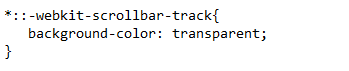 *::-webkit-scrollbar-track{
   background-color: transparent;
}